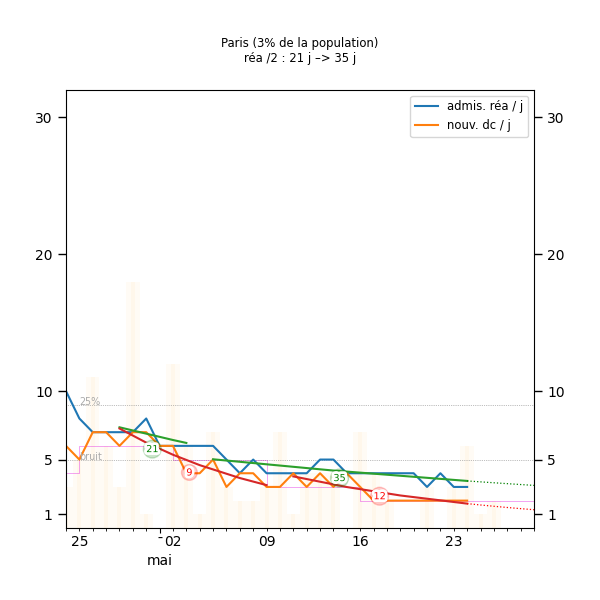 Paris (3% de la population)
réa /2 : 21 j –> 35 j
admis. réa / j
nouv. dc / j
30 30
20 20
10 10
25%
bruit
21
5 5
9
35
12
1 1
25 02 09 16 23
mai